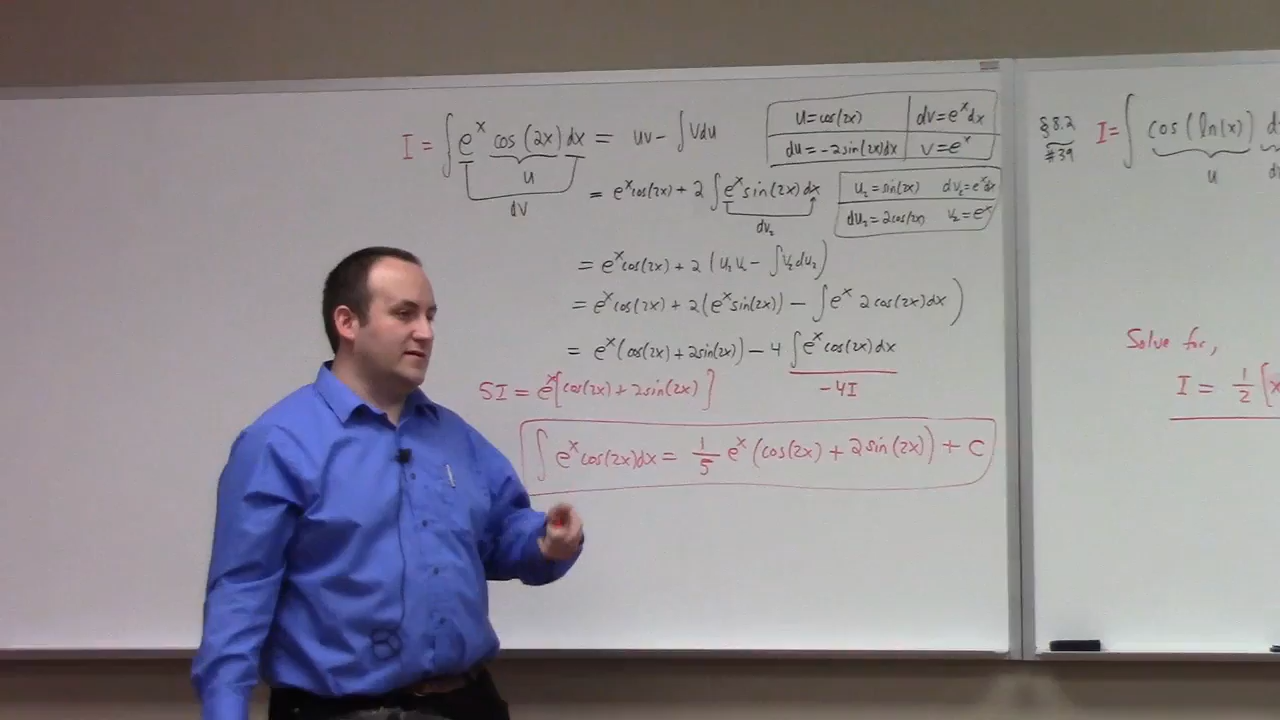 I = ∫ e^x cos(2x) dx = uv − ∫ v du
u
dv
u = cos(2x) | dv = e^x dx
du = −2sin(2x)dx | v = e^x
= e^x cos(2x) + 2 ∫ e^x sin(2x) dx
dv₂
u₂ = sin(2x) dv₂ = e^x dx
du₂ = 2cos(2x) v₂ = e^x
= e^x cos(2x) + 2 (u₂v₂ − ∫ v₂ du₂)
= e^x cos(2x) + 2(e^x sin(2x)) − ∫ e^x 2cos(2x)dx)
= e^x (cos(2x) + 2sin(2x)) − 4 ∫ e^x cos(2x) dx
−4I
5I = e^x [cos(2x) + 2sin(2x)]
∫ e^x cos(2x)dx = 1/5 e^x (cos(2x) + 2sin(2x)) + C
§8.2
#39
I = ∫ cos(ln(x))
u
Solve for,
I = 1/2 [x